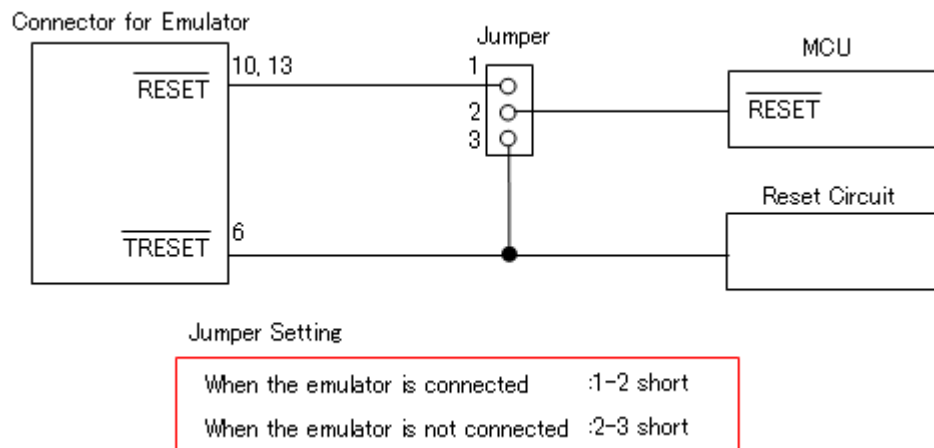 Connector for Emulator
Jumper
MCU
10, 13
1
RESET
2
RESET
3
Reset Circuit
TRESET
6
Jumper Setting
When the emulator is connected :1-2 short
When the emulator is not connected :2-3 short